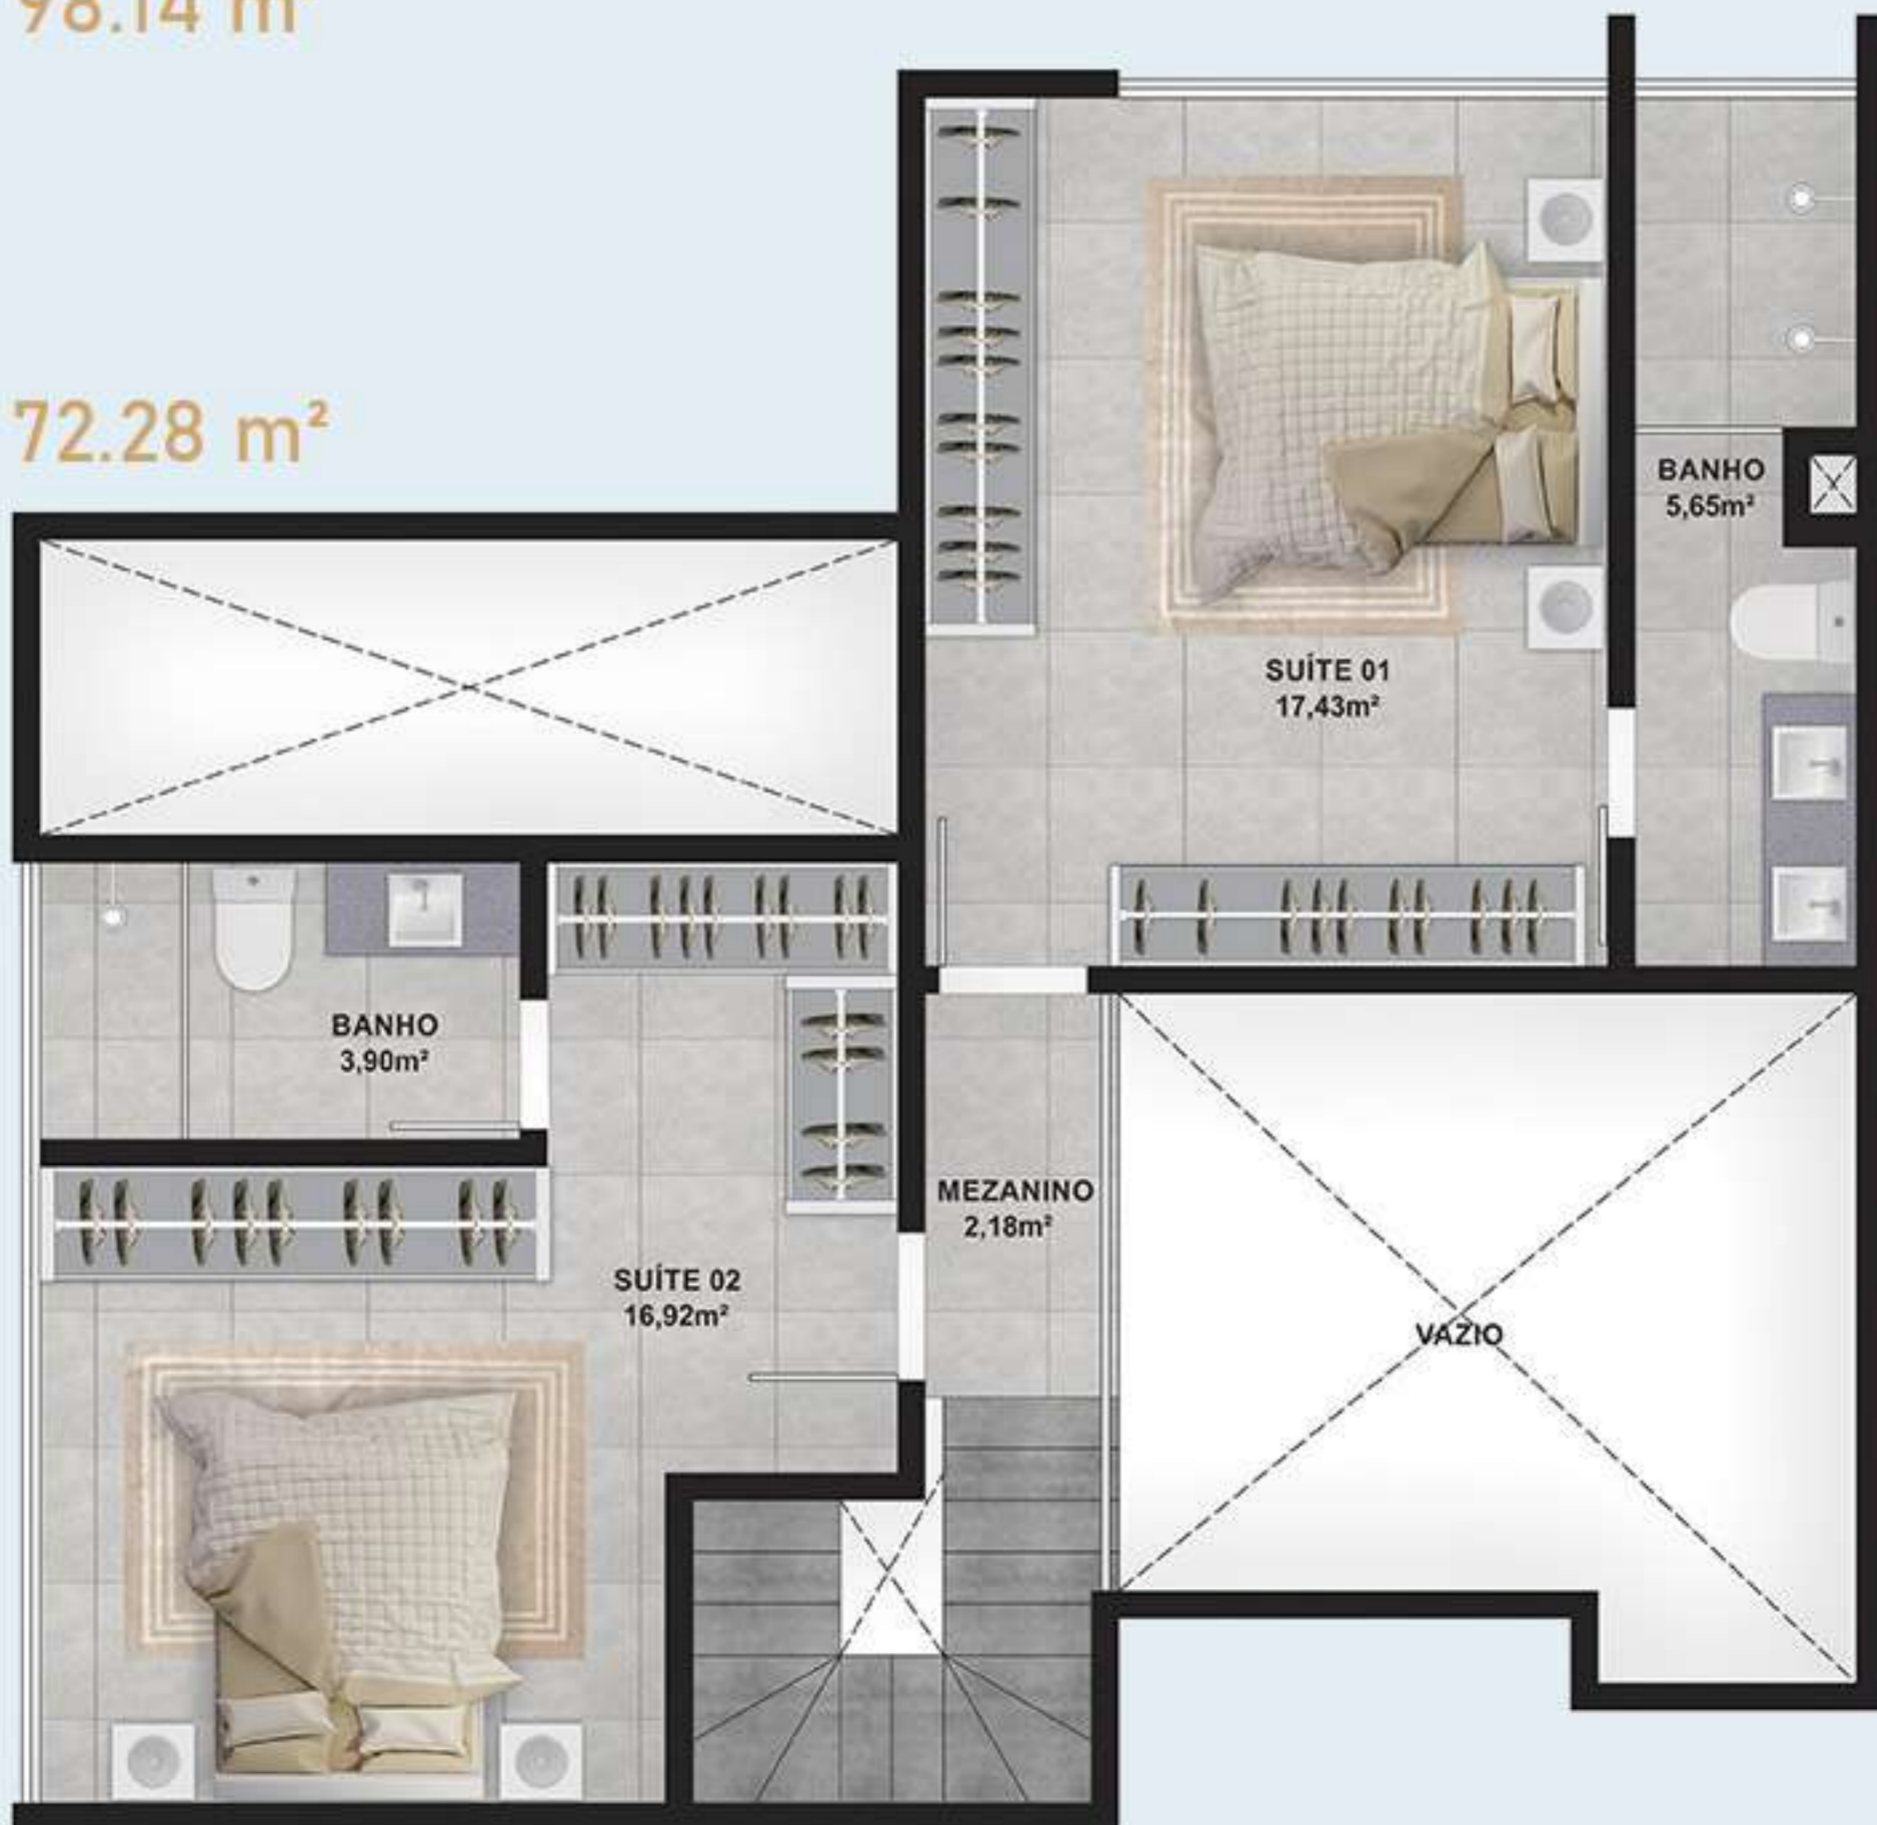 98.14 m²
72.28 m²
BANHO
5,65m²
SUÍTE 01
17,43m²
BANHO
3,90m²
MEZANINO
2,18m²
SUÍTE 02
16,92m²
VAZIO